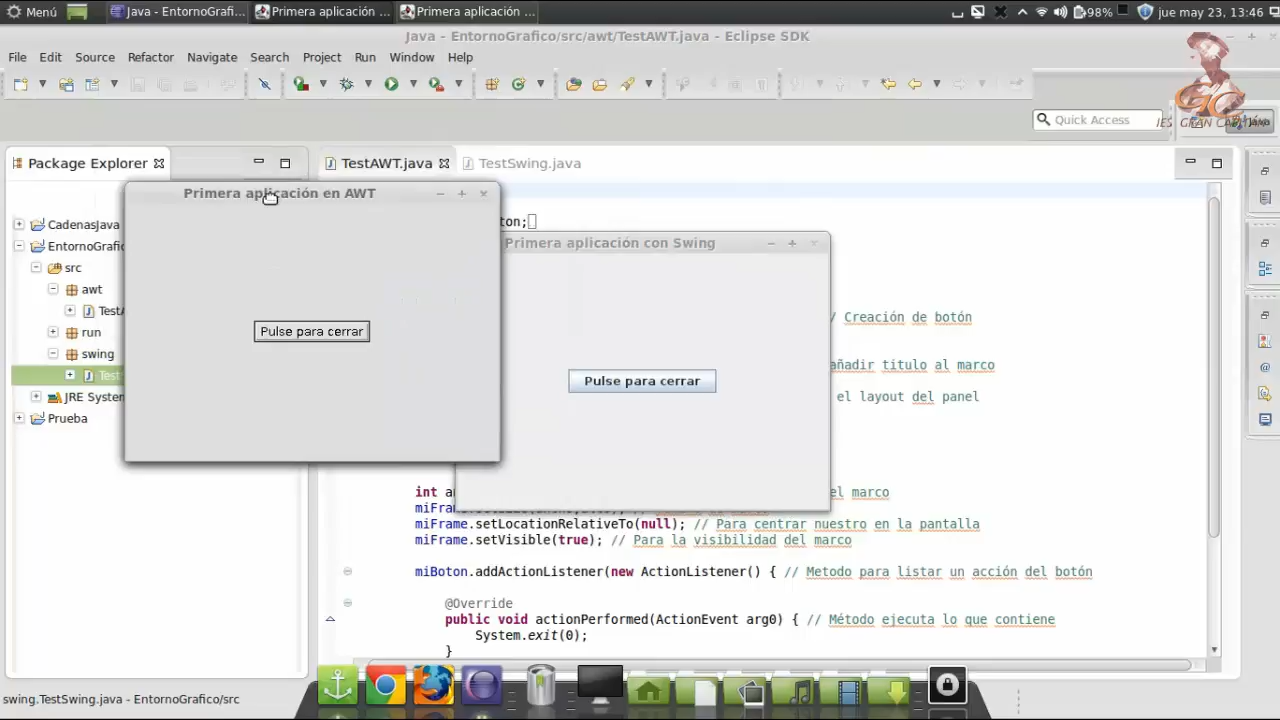 Menú
Java - EntornoGrafi...
Primera aplicación ...
Primera aplicación ...
98%
jue may 23, 13:46
Java - EntornoGrafico/src/awt/TestAWT.java - Eclipse SDK
File Edit Source Refactor Navigate Search Project Run Window Help
Quick Access
IES GRAN CAPITÁN
Java
Package Explorer
TestAWT.java
TestSwing.java
Primera aplicación en AWT
CadenasJava
ton;
EntornoGrafic
Primera aplicación con Swing
src
awt
TestA
/ Creación de botón
run
Pulse para cerrar
swing
añadir titulo al marco
Test
Pulse para cerrar
JRE System
el layout del panel
Prueba
int a
el marco
miFrame.setLocationRelativeTo(null); // Para centrar nuestro en la pantalla
miFrame.setVisible(true); // Para la visibilidad del marco
miBoton.addActionListener(new ActionListener() { // Metodo para listar un acción del botón
@Override
public void actionPerformed(ActionEvent arg0) { // Método ejecuta lo que contiene
System.exit(0);
}
swing.TestSwing.java - EntornoGrafico/src